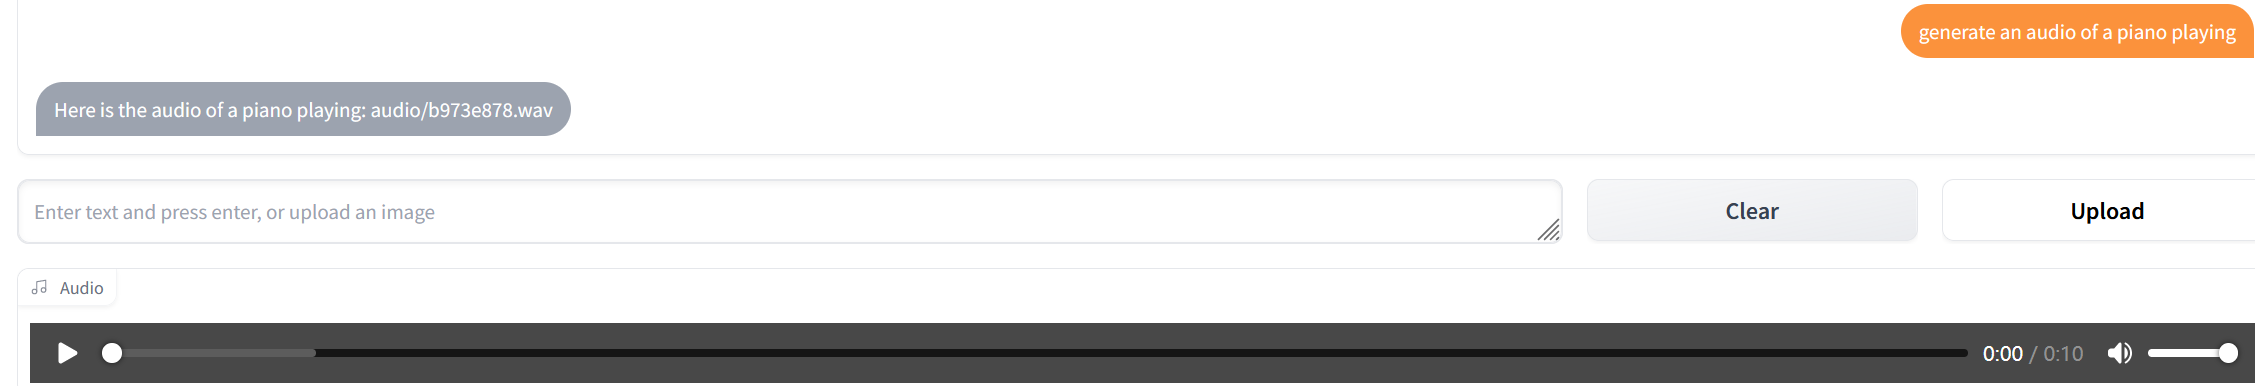 generate an audio of a piano playing
Here is the audio of a piano playing: audio/b973e878.wav
Enter text and press enter, or upload an image
Clear
Upload
Audio
0:00 / 0:10